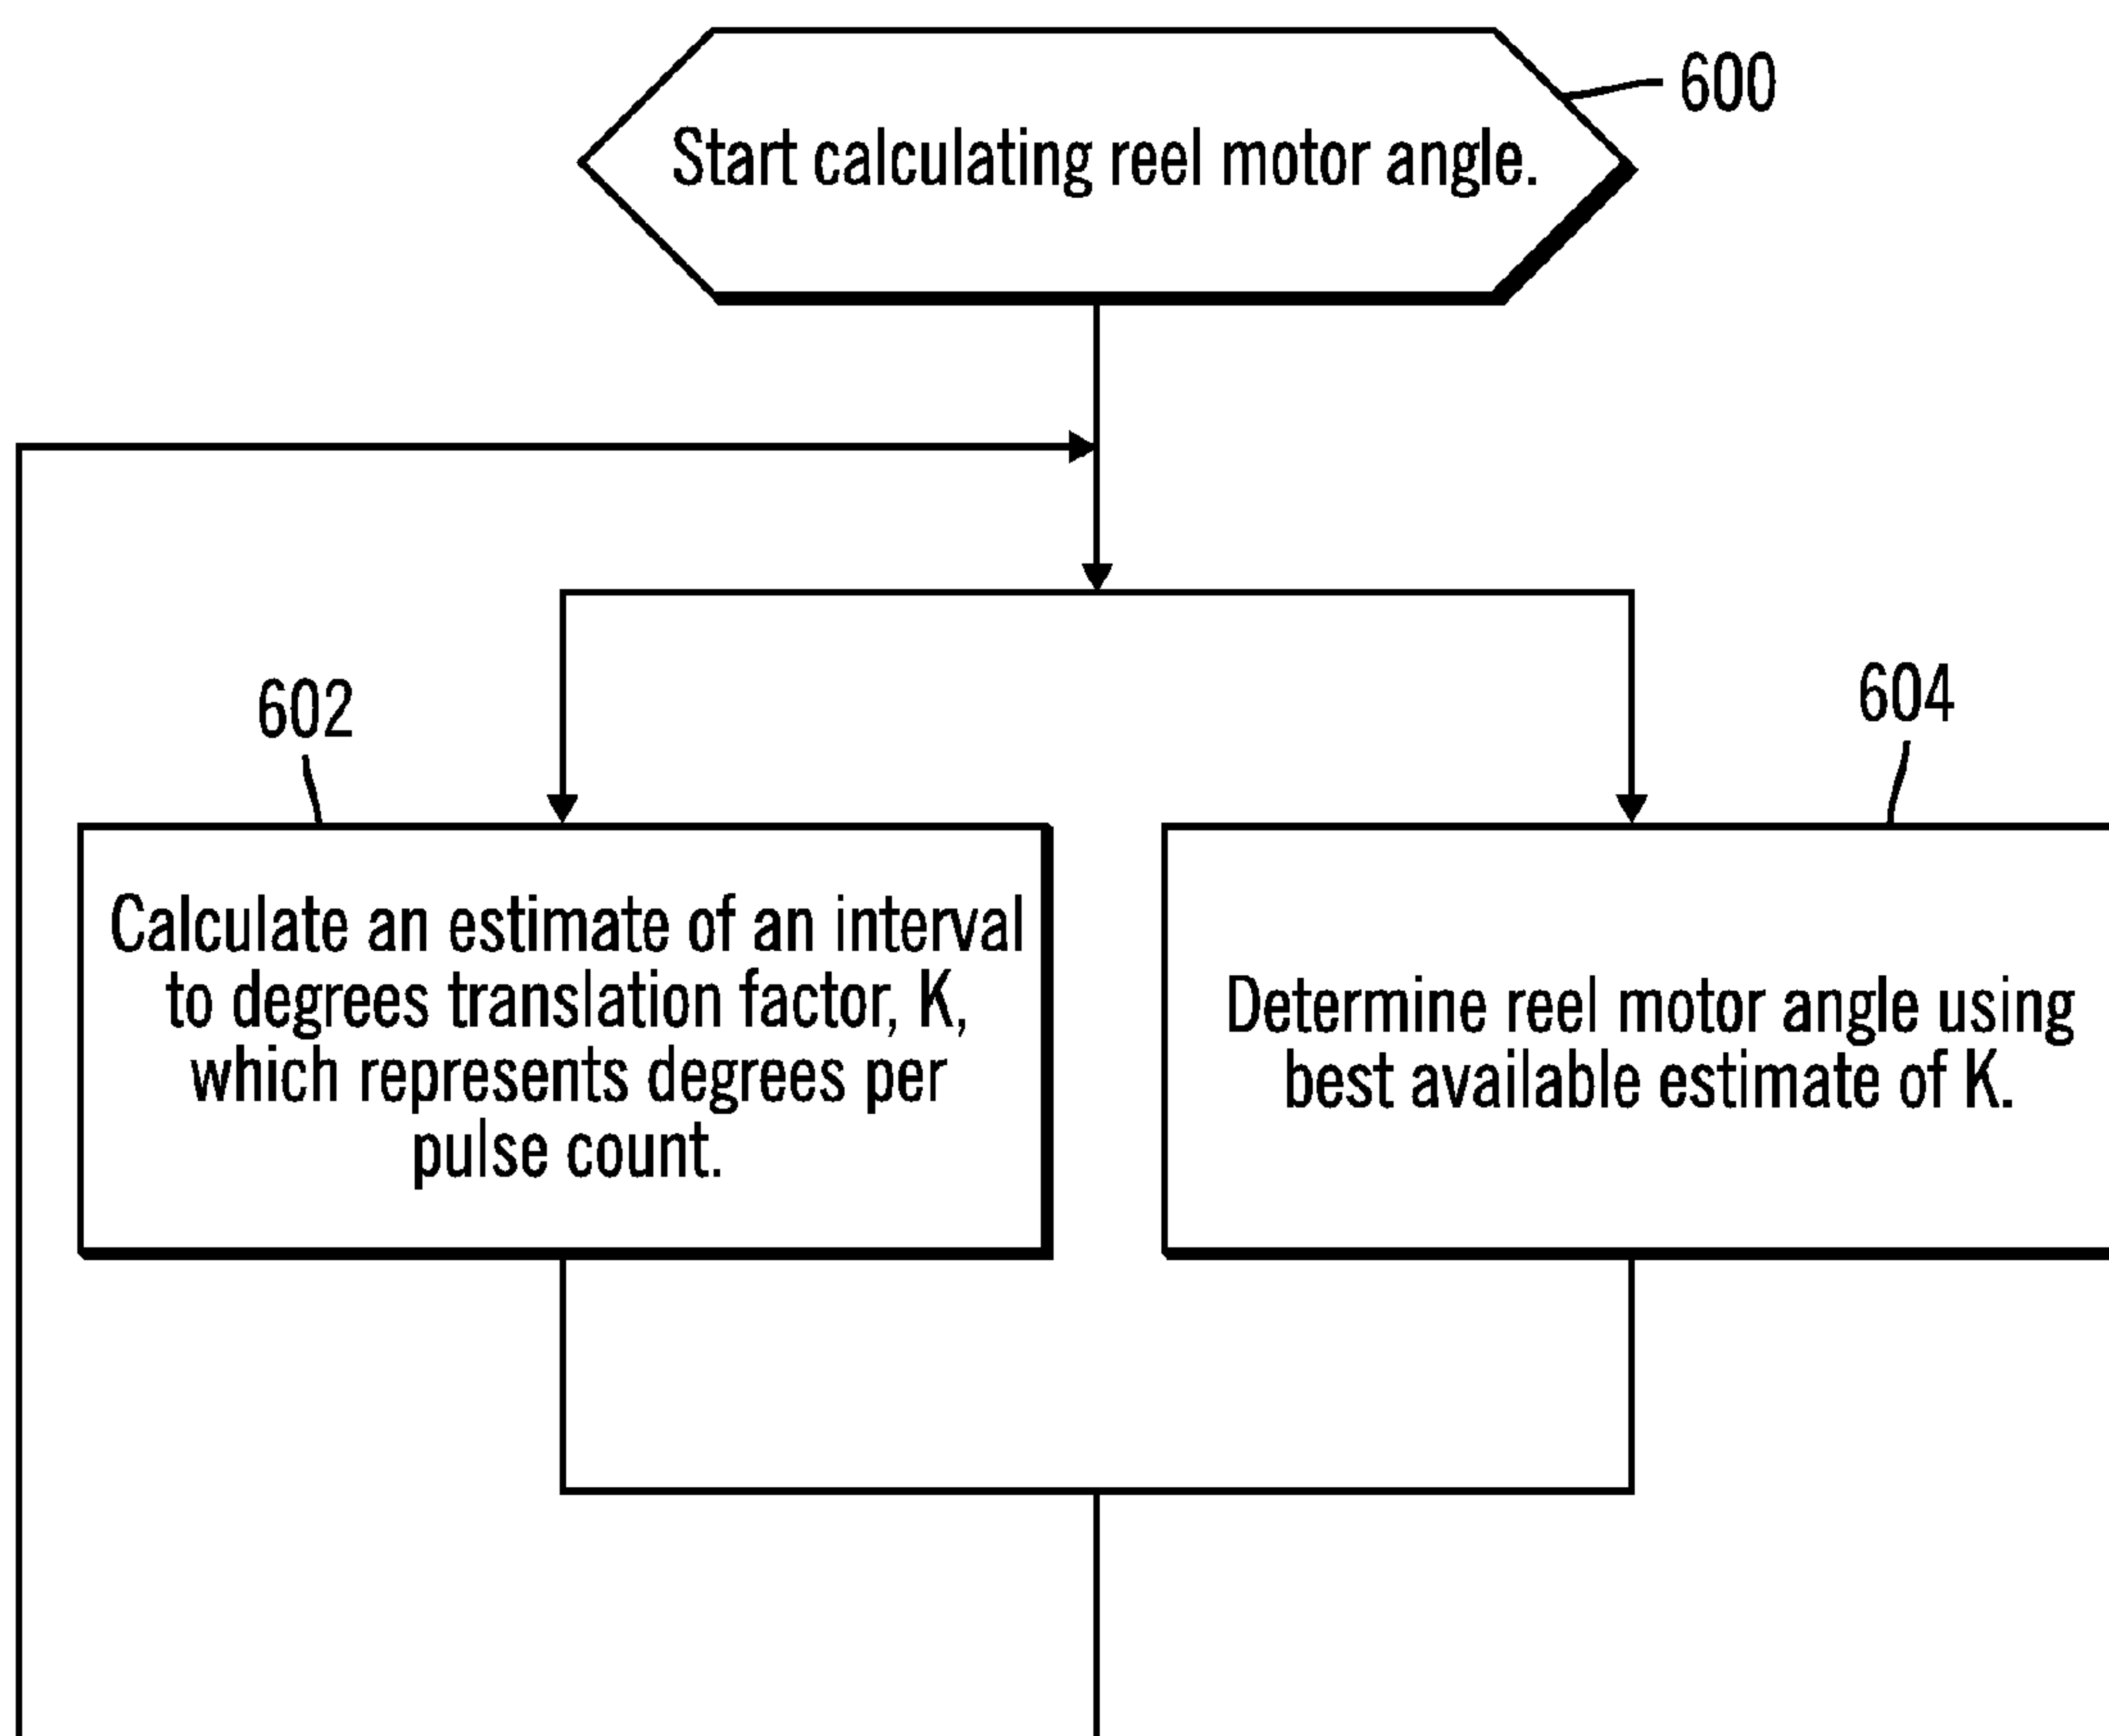 600
Start calculating reel motor angle.
602
604
Calculate an estimate of an interval
to degrees translation factor, K,
which represents degrees per
pulse count.
Determine reel motor angle using
best available estimate of K.